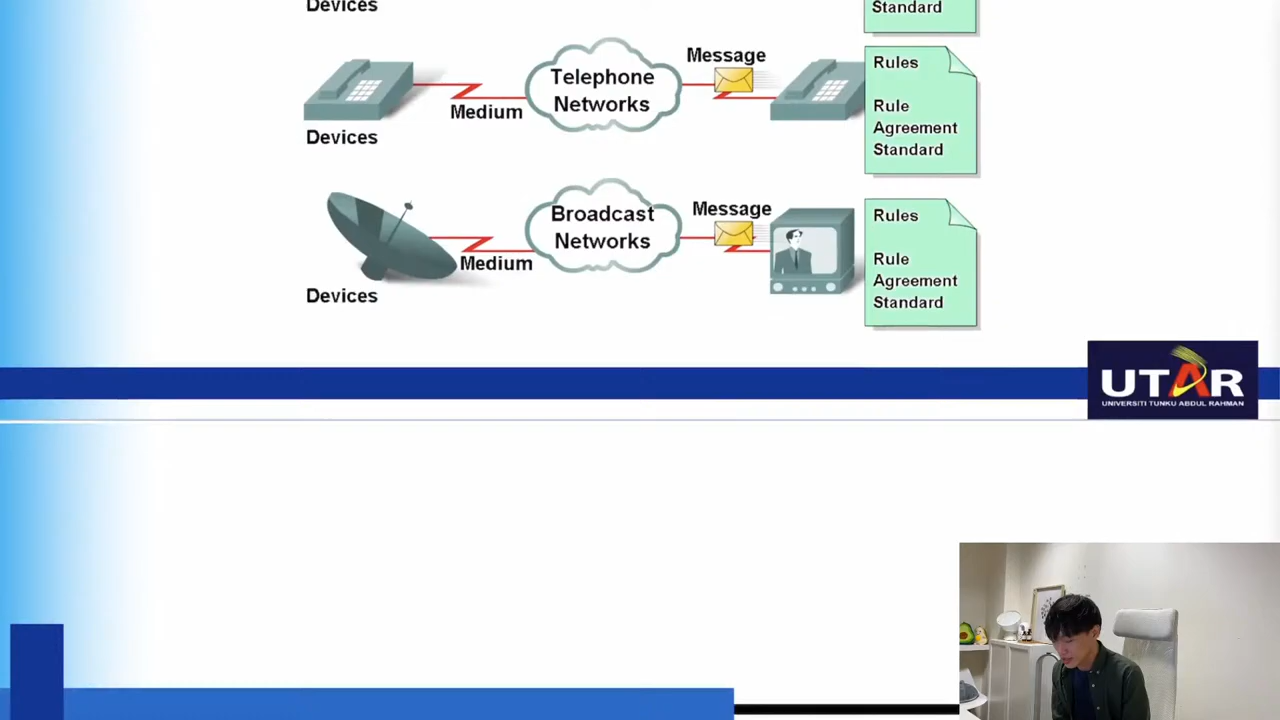 Devices
Standard
Message
Rules
Telephone
Networks
Rule
Medium
Agreement
Devices
Standard
Message
Rules
Broadcast
Networks
Rule
Medium
Agreement
Devices
Standard
UTAR
UNIVERSITI TUNKU ABDUL RAHMAN